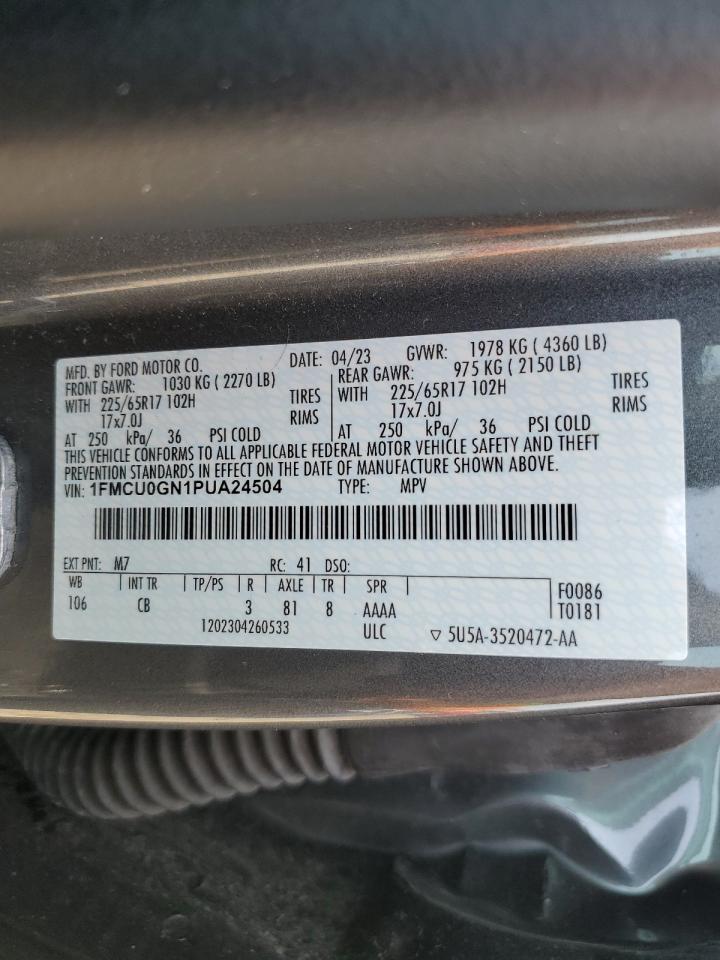 MFD. BY FORD MOTOR CO. DATE: 04/23 GVWR: 1978 KG ( 4360 LB)
FRONT GAWR: 1030 KG ( 2270 LB) REAR GAWR: 975 KG ( 2150 LB)
WITH 225/65R17 102H TIRES WITH 225/65R17 102H TIRES
17x7.0J RIMS 17x7.0J RIMS
AT 250 kPa/ 36 PSI COLD AT 250 kPa/ 36 PSI COLD
THIS VEHICLE CONFORMS TO ALL APPLICABLE FEDERAL MOTOR VEHICLE SAFETY AND THEFT
PREVENTION STANDARDS IN EFFECT ON THE DATE OF MANUFACTURE SHOWN ABOVE.
VIN: 1FMCU0GN1PUA24504 TYPE: MPV
EXT PNT: M7 RC: 41 DSO:
WB INT TR TP/PS R AXLE TR SPR F0086
106 CB 3 81 8 AAAA T0181
1202304260533 ULC ▽ 5U5A-3520472-AA